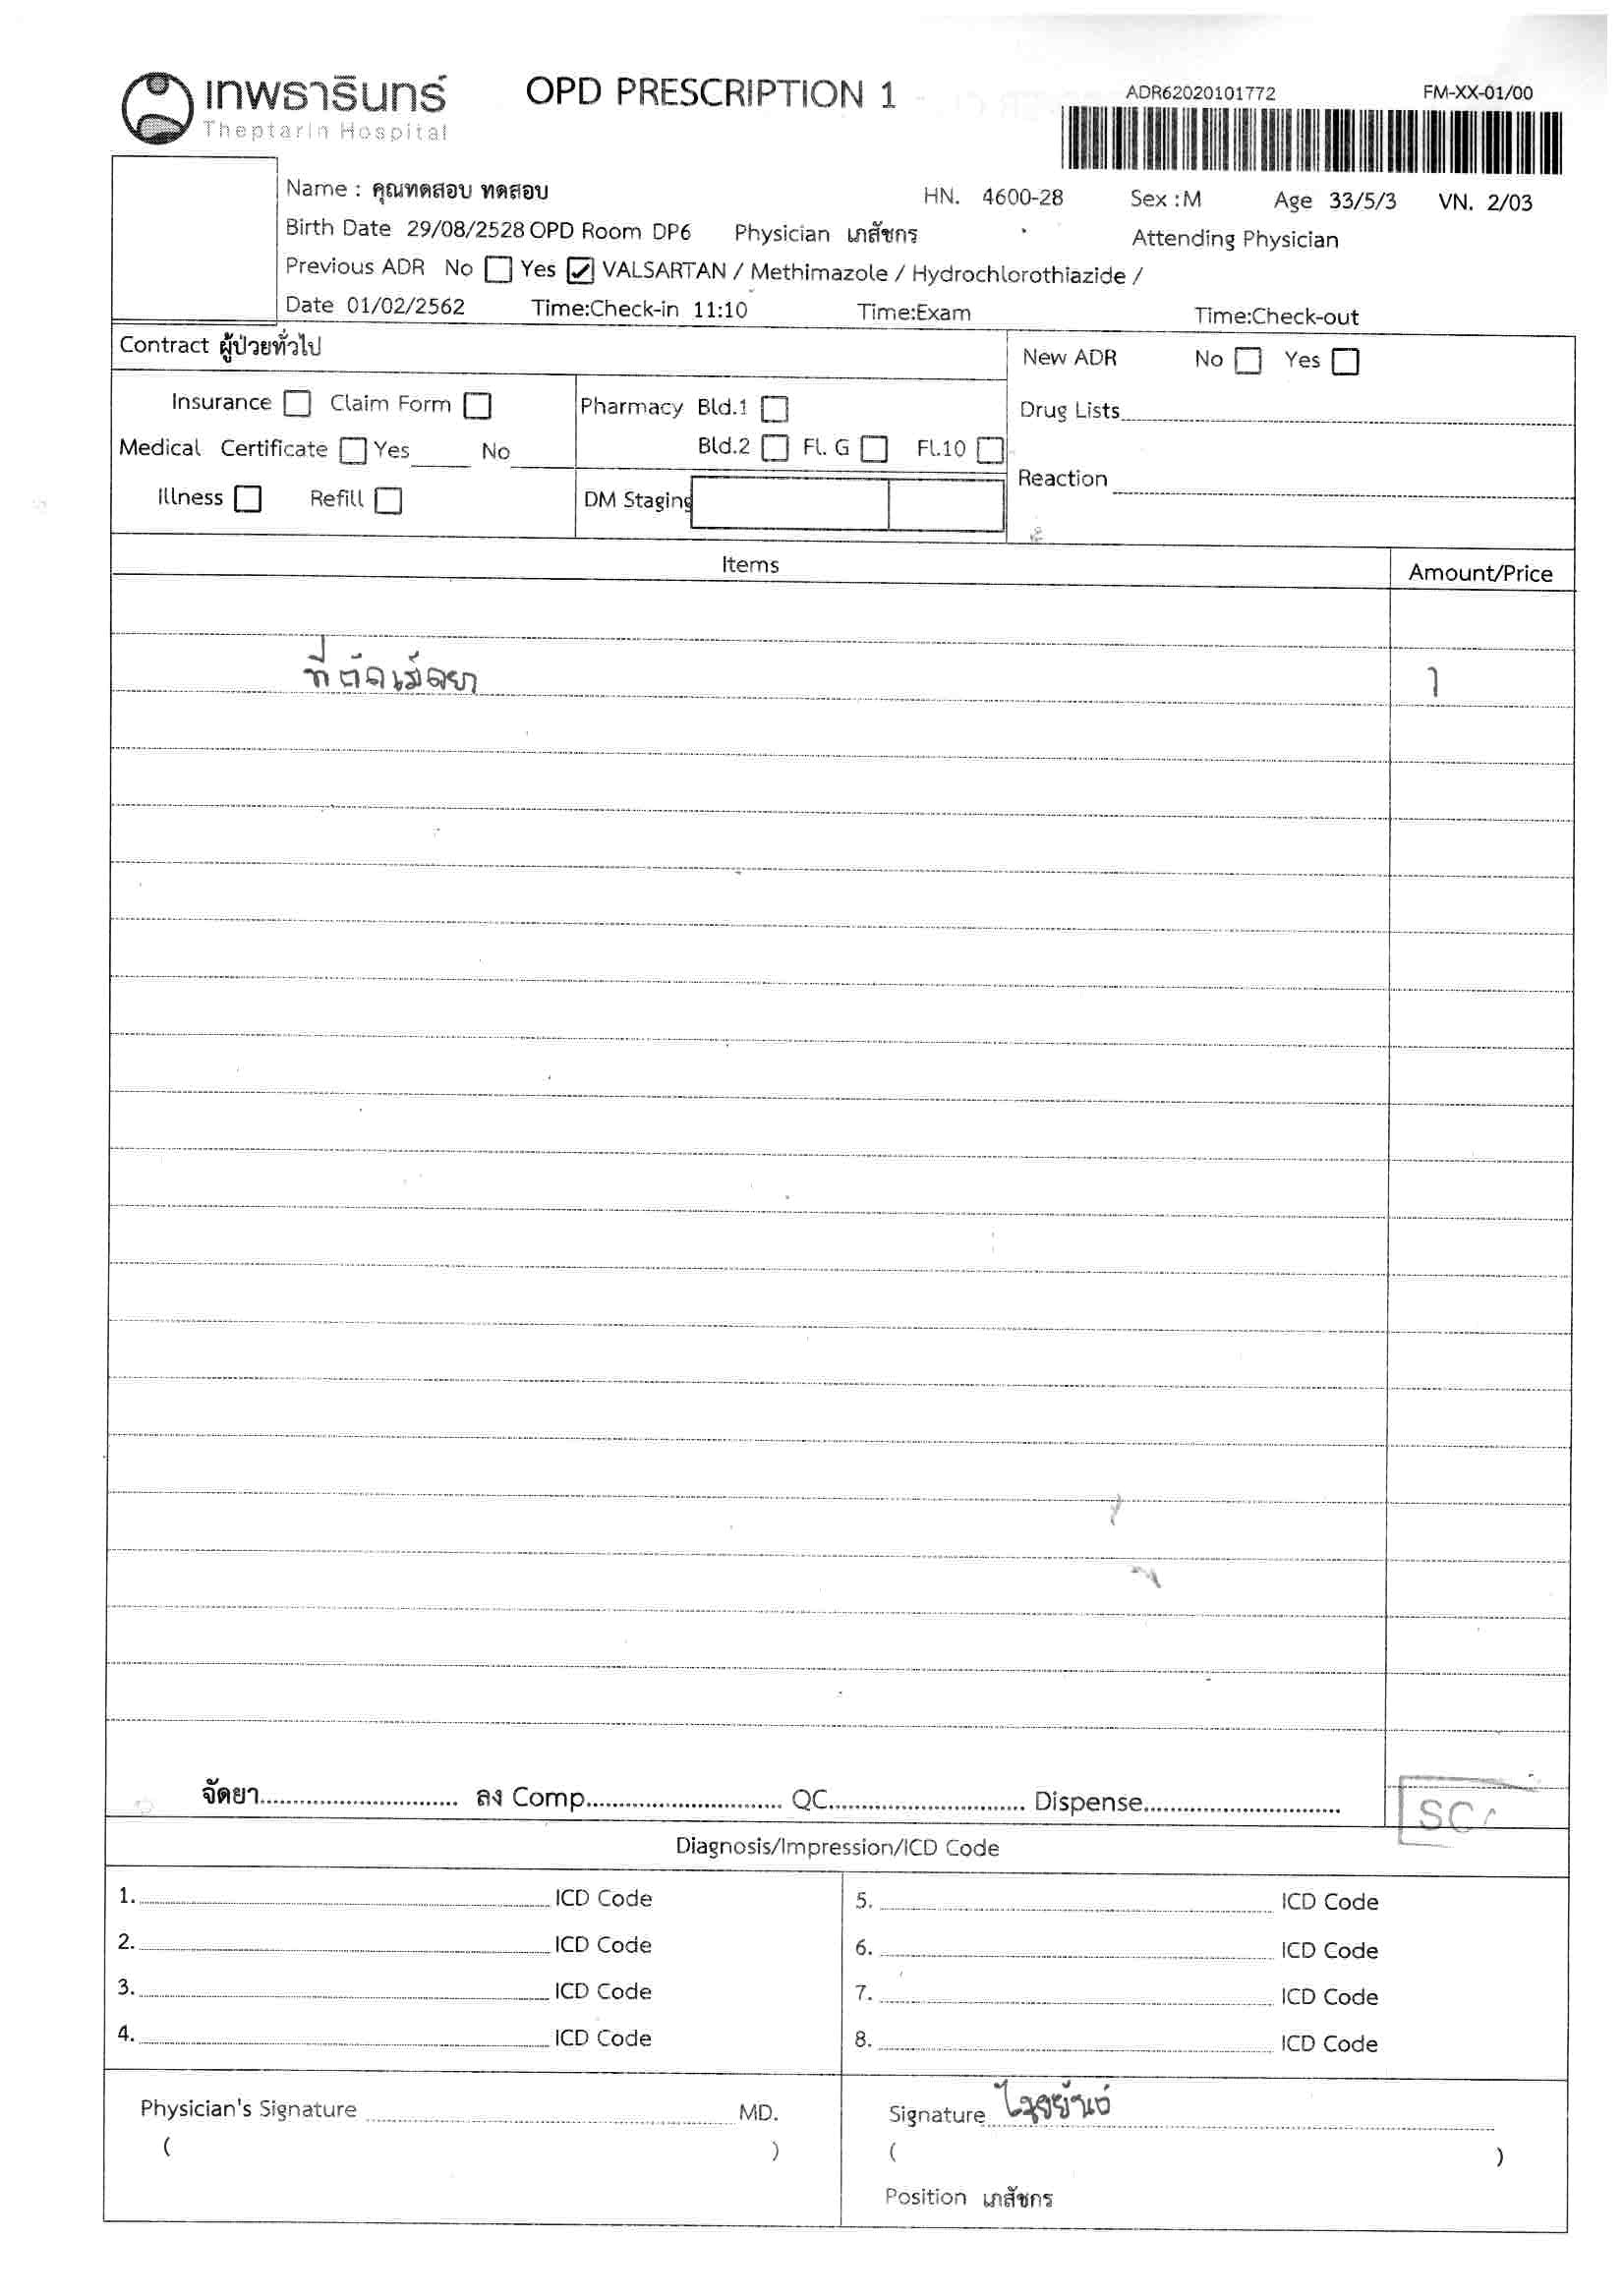 เทพธารินทร์
Theptarin Hospital
OPD PRESCRIPTION 1
ADR62020101772 FM-XX-01/00
Name : คุณทดสอบ ทดสอบ HN. 4600-28 Sex :M Age 33/5/3 VN. 2/03
Birth Date 29/08/2528 OPD Room DP6 Physician เภสัชกร Attending Physician
Previous ADR No Yes VALSARTAN / Methimazole / Hydrochlorothiazide /
Date 01/02/2562 Time:Check-in 11:10 Time:Exam Time:Check-out
Contract ผู้ป่วยทั่วไป
New ADR No Yes
Insurance Claim Form Pharmacy Bld.1
Drug Lists
Medical Certificate Yes No Bld.2 Fl. G Fl.10
Reaction
Illness Refill DM Staging
Items Amount/Price
ที่ตัดเม็ดยา 1
จัดยา ลง Comp QC Dispense
Diagnosis/Impression/ICD Code
1. ICD Code 5. ICD Code
2. ICD Code 6. ICD Code
3. ICD Code 7. ICD Code
4. ICD Code 8. ICD Code
Physician's Signature MD. Signature
( ) ( )
Position เภสัชกร